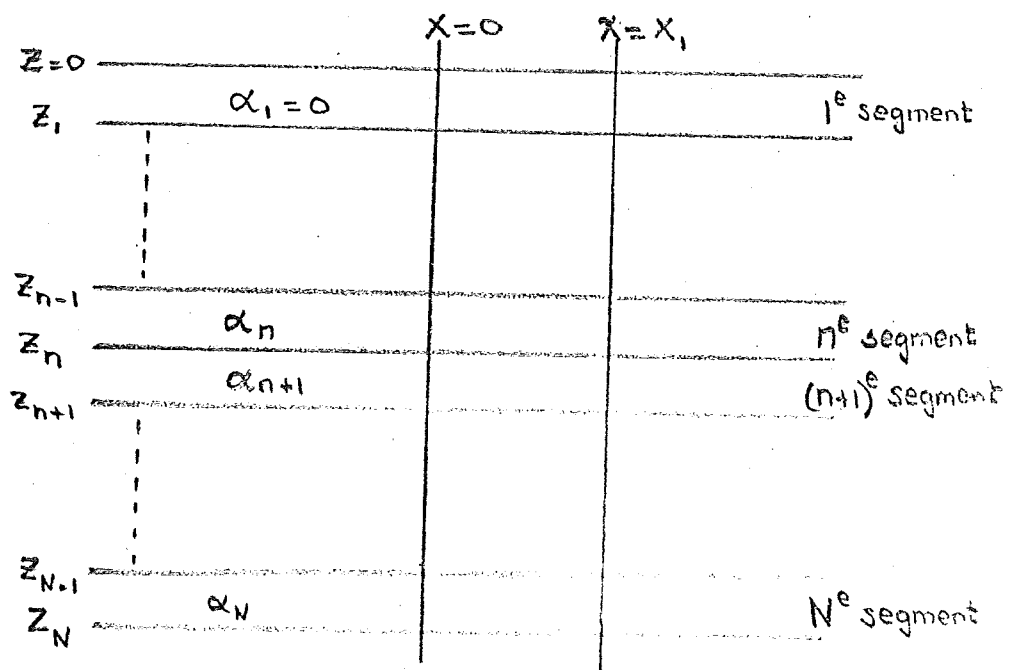 X=0 X=X₁
Z=0
α₁=0
Z₁ 1ᵉ segment
Zₙ₋₁
αₙ
Zₙ nᵉ segment
αₙ₊₁
Zₙ₊₁ (n+1)ᵉ segment
Z_N-1
α_N
Z_N Nᵉ segment